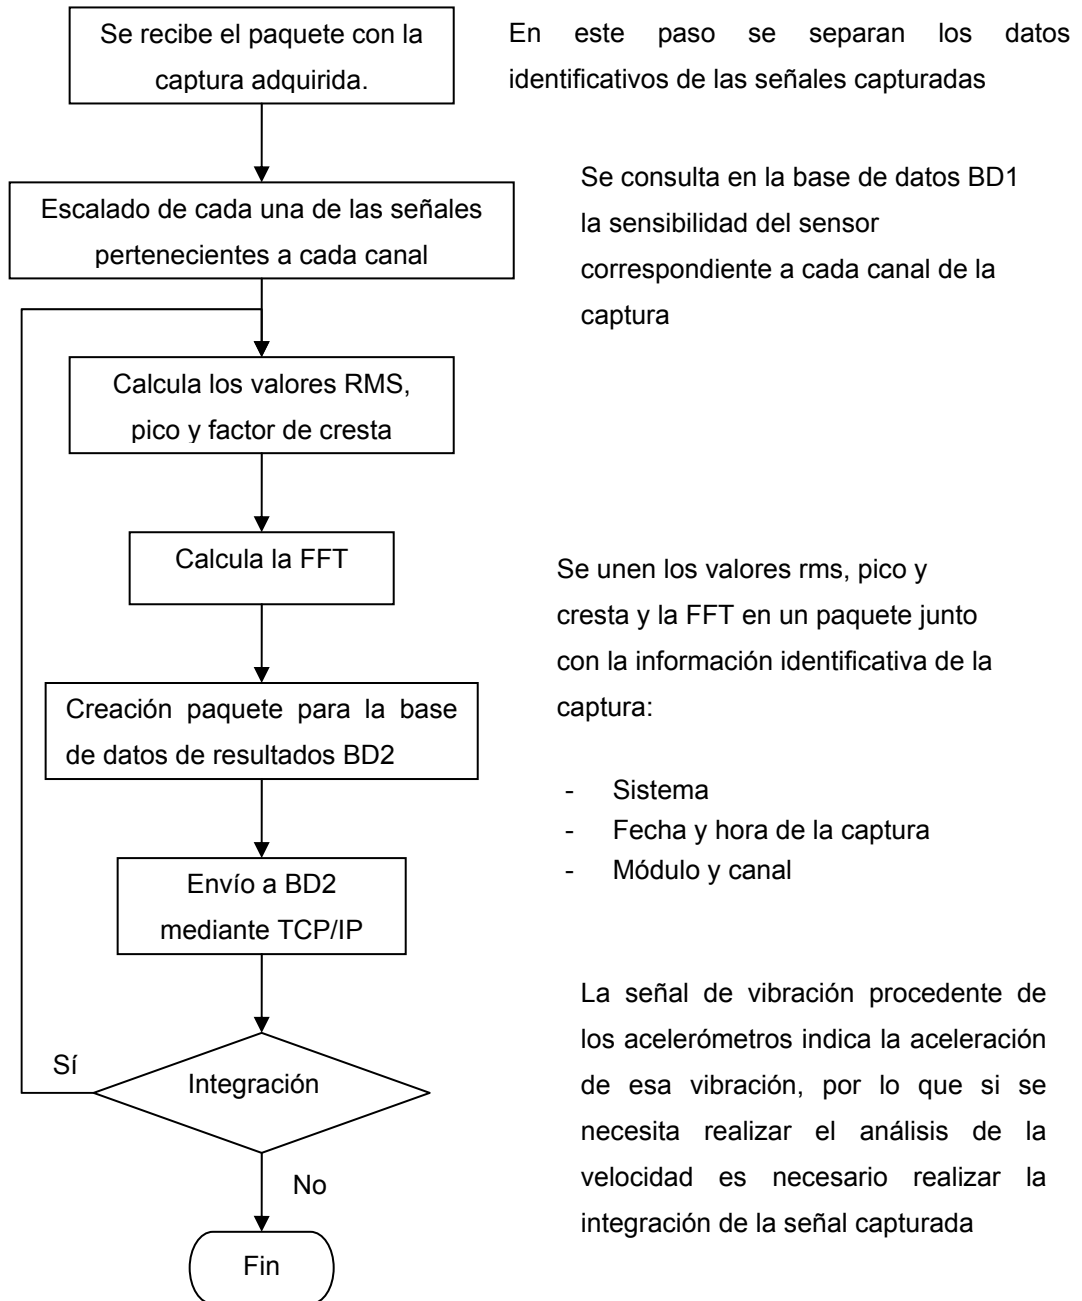 Se recibe el paquete con la
captura adquirida.
En este paso se separan los datos
identificativos de las señales capturadas
Escalado de cada una de las señales
pertenecientes a cada canal
Se consulta en la base de datos BD1
la sensibilidad del sensor
correspondiente a cada canal de la
captura
Calcula los valores RMS,
pico y factor de cresta
Calcula la FFT
Se unen los valores rms, pico y
cresta y la FFT en un paquete junto
con la información identificativa de la
captura:
- Sistema
- Fecha y hora de la captura
- Módulo y canal
Creación paquete para la base
de datos de resultados BD2
Envío a BD2
mediante TCP/IP
La señal de vibración procedente de
los acelerómetros indica la aceleración
de esa vibración, por lo que si se
necesita realizar el análisis de la
velocidad es necesario realizar la
integración de la señal capturada
Sí
Integración
No
Fin